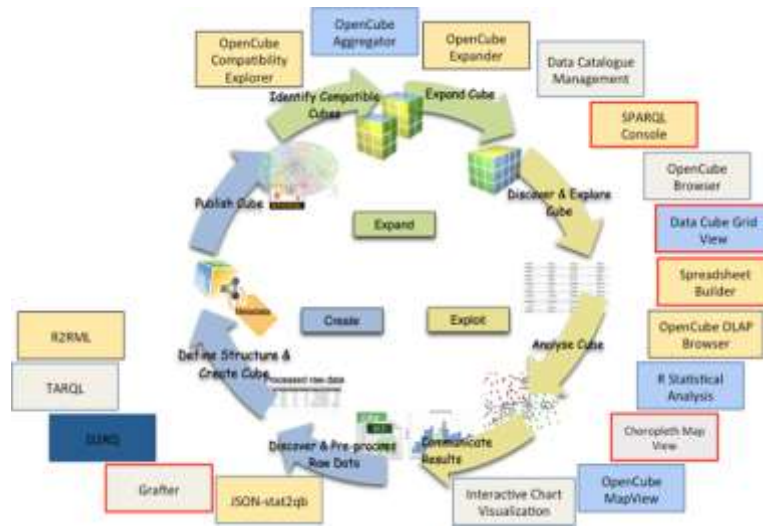 OpenCube
Compatibility
Explorer
OpenCube
Aggregator
OpenCube
Expander
Data Catalogue
Management
SPARQL
Console
OpenCube
Browser
Data Cube Grid
View
Spreadsheet
Builder
OpenCube OLAP
Browser
R Statistical
Analysis
Choropleth Map
View
OpenCube
MapView
Interactive Chart
Visualization
JSON-stat2qb
Grafter
TARQL
R2RML
Identify Compatible
Cubes
Expand Cube
Discover & Explore
Cube
Analyse Cube
Communicate
Results
Discover & Pre-process
Raw Data
Processed raw data
Define Structure &
Create Cube
Metadata
Publish Cube
Expand
Create
Exploit